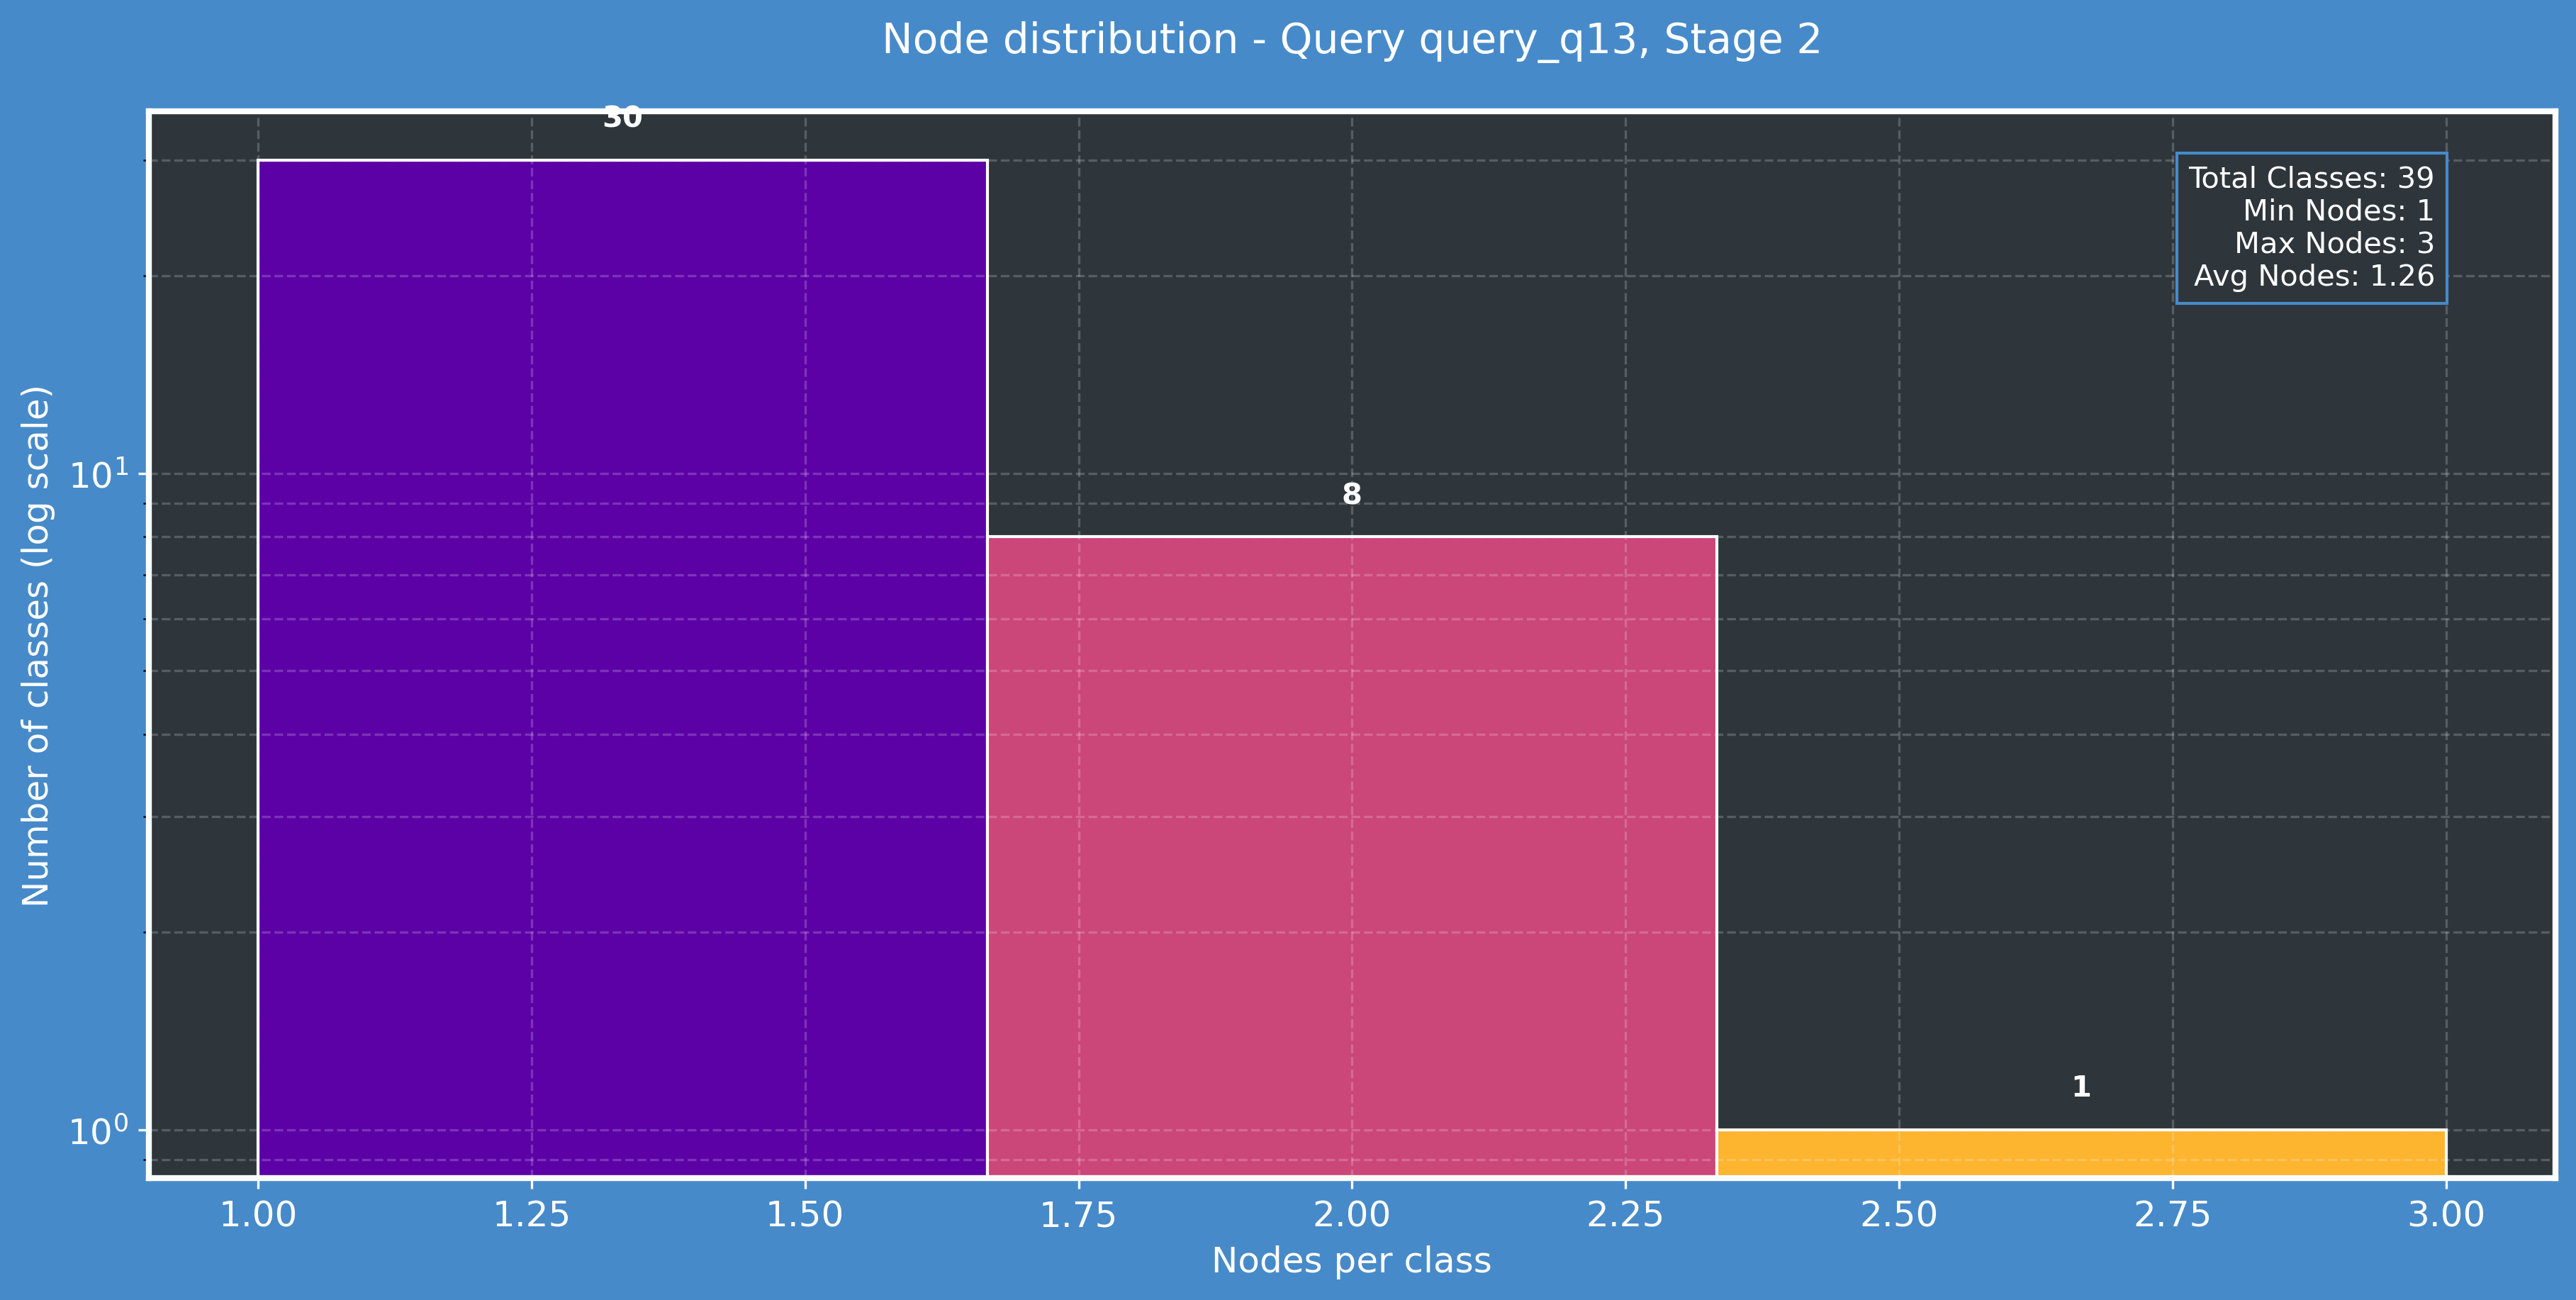 Node distribution - Query query_q13, Stage 2
30
Total Classes: 39
Min Nodes: 1
Max Nodes: 3
Avg Nodes: 1.26
Number of classes (log scale)
10¹
8
1
10⁰
1.00 1.25 1.50 1.75 2.00 2.25 2.50 2.75 3.00
Nodes per class